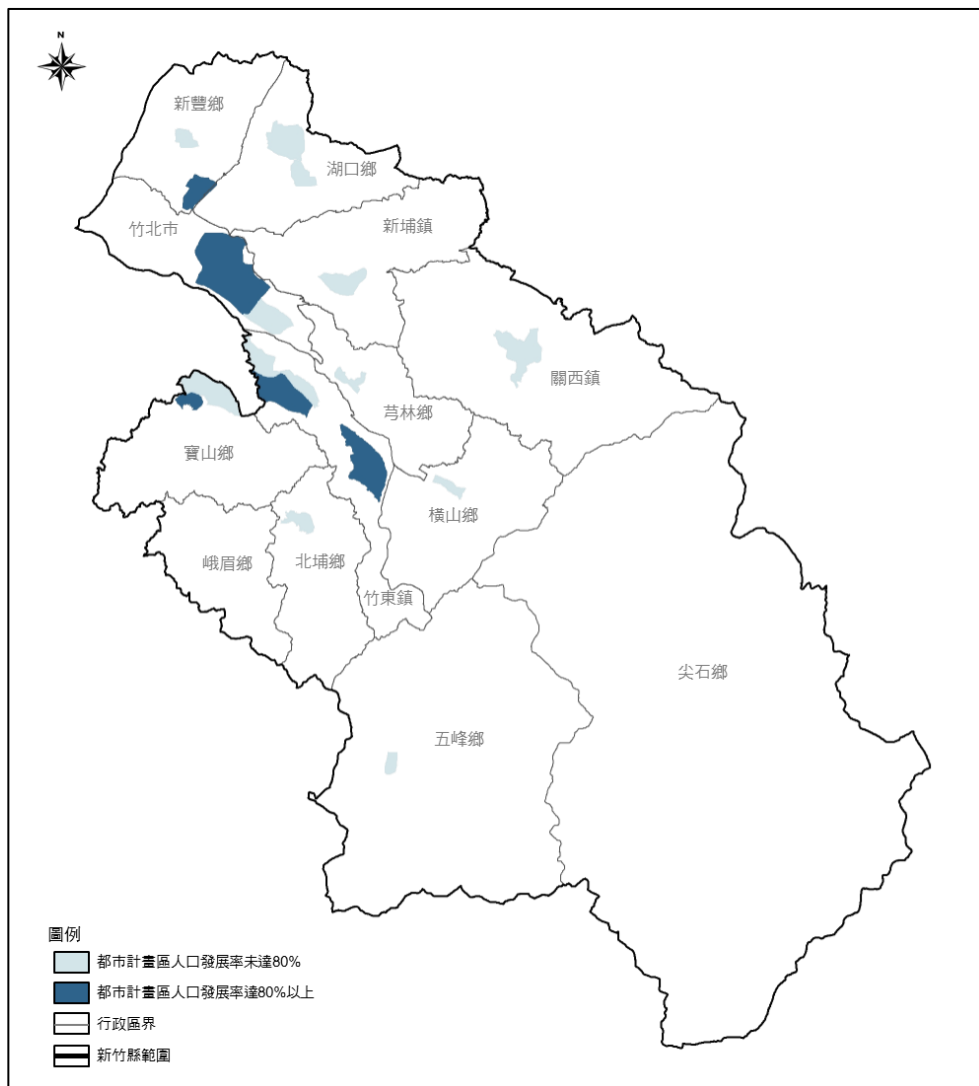 N
新豐鄉
湖口鄉
竹北市
新埔鎮
關西鎮
芎林鄉
寶山鄉
橫山鄉
峨眉鄉
北埔鄉
竹東鎮
尖石鄉
五峰鄉
圖例
都市計畫區人口發展率未達80%
都市計畫區人口發展率達80%以上
行政區界
新竹縣範圍